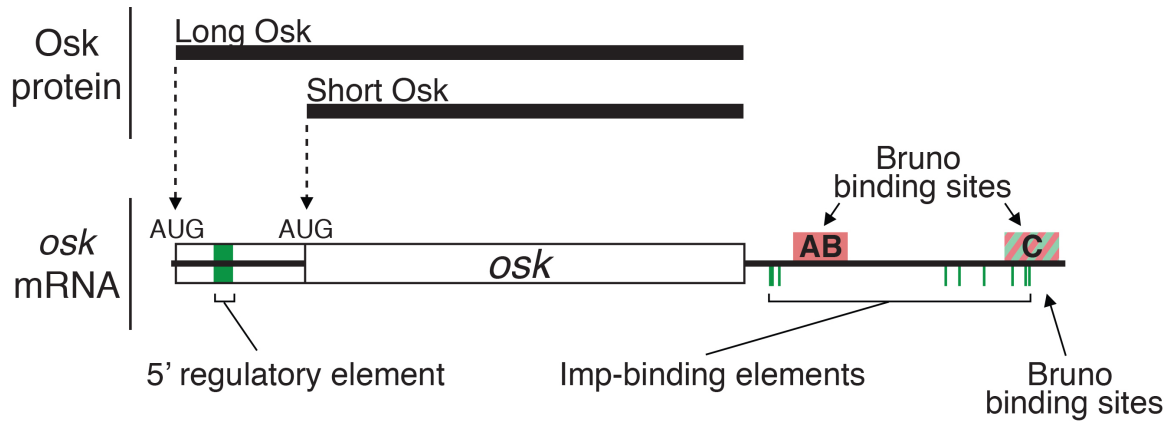 Osk
protein
Long Osk
Short Osk
Bruno
binding sites
osk
mRNA
AUG
AUG
osk
AB
C
5’ regulatory element
Imp-binding elements
Bruno
binding sites